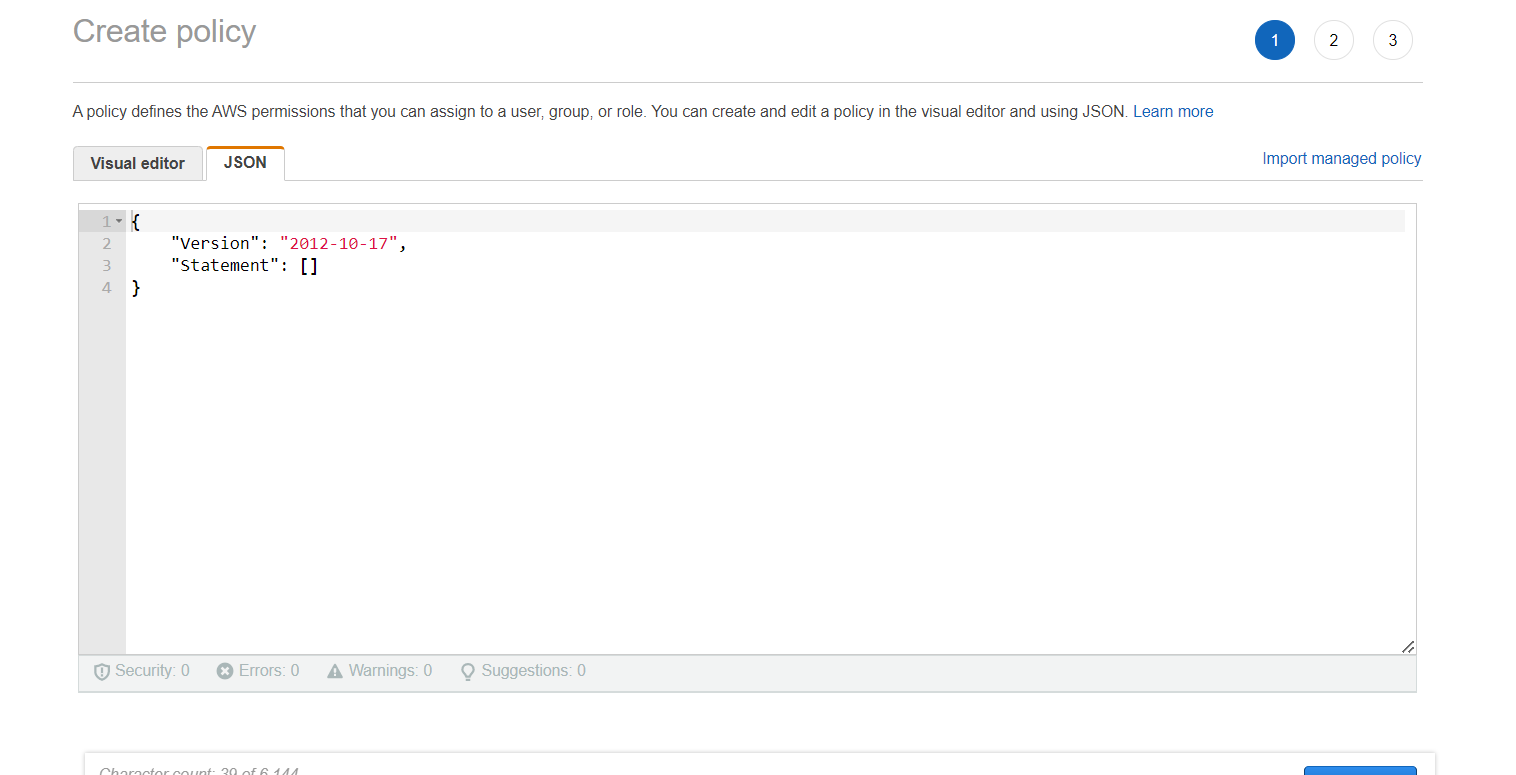 Create policy
1 2 3
A policy defines the AWS permissions that you can assign to a user, group, or role. You can create and edit a policy in the visual editor and using JSON. Learn more
Visual editor JSON Import managed policy
1 {
2 "Version": "2012-10-17",
3 "Statement": []
4 }
Security: 0 Errors: 0 Warnings: 0 Suggestions: 0
Character count: 39 of 6,144